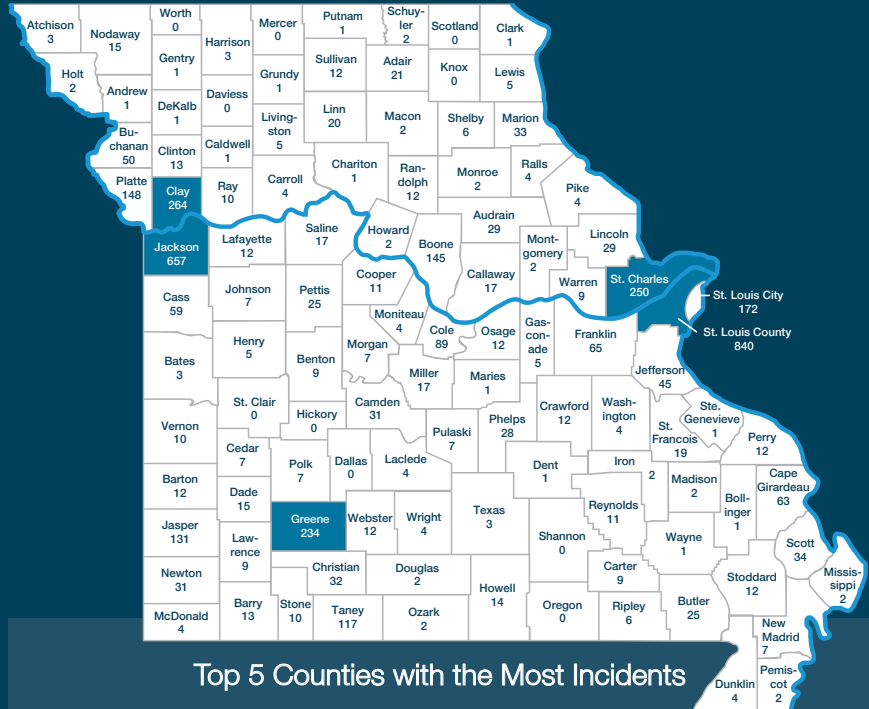 Atchison
3
Nodaway
15
Worth
0
Harrison
3
Mercer
0
Putnam
1
Schuy-
ler
2
Scotland
0
Clark
1
Holt
2
Andrew
1
Gentry
1
DeKalb
1
Daviess
0
Grundy
1
Sullivan
12
Adair
21
Knox
0
Lewis
5
Bu-
chanan
50
Clinton
13
Caldwell
1
Living-
ston
5
Linn
20
Macon
2
Shelby
6
Marion
33
Platte
148
Clay
264
Ray
10
Carroll
4
Chariton
1
Ran-
dolph
12
Monroe
2
Ralls
4
Pike
4
Jackson
657
Lafayette
12
Saline
17
Howard
2
Boone
145
Audrain
29
Callaway
17
Mont-
gomery
2
Lincoln
29
Warren
9
St. Charles
250
St. Louis City
172
St. Louis County
840
Cass
59
Johnson
7
Pettis
25
Cooper
11
Moniteau
4
Cole
89
Osage
12
Gas-
con-
ade
5
Franklin
65
Jefferson
45
Bates
3
Henry
5
Benton
9
Morgan
7
Miller
17
Maries
1
Vernon
10
St. Clair
0
Hickory
0
Camden
31
Pulaski
7
Phelps
28
Crawford
12
Wash-
ington
4
St.
Francois
19
Ste.
Genevieve
1
Perry
12
Cedar
7
Polk
7
Dallas
0
Laclede
4
Dent
1
Iron
2
Madison
2
Boll-
inger
1
Cape
Girardeau
63
Barton
12
Dade
15
Greene
234
Webster
12
Wright
4
Texas
3
Reynolds
11
Wayne
1
Scott
34
Jasper
131
Law-
rence
9
Christian
32
Douglas
2
Shannon
0
Carter
9
Stoddard
12
Missis-
sippi
2
Newton
31
McDonald
4
Barry
13
Stone
10
Taney
117
Ozark
2
Howell
14
Oregon
0
Ripley
6
Butler
25
New
Madrid
7
Dunklin
4
Pemis-
cot
2
Top 5 Counties with the Most Incidents